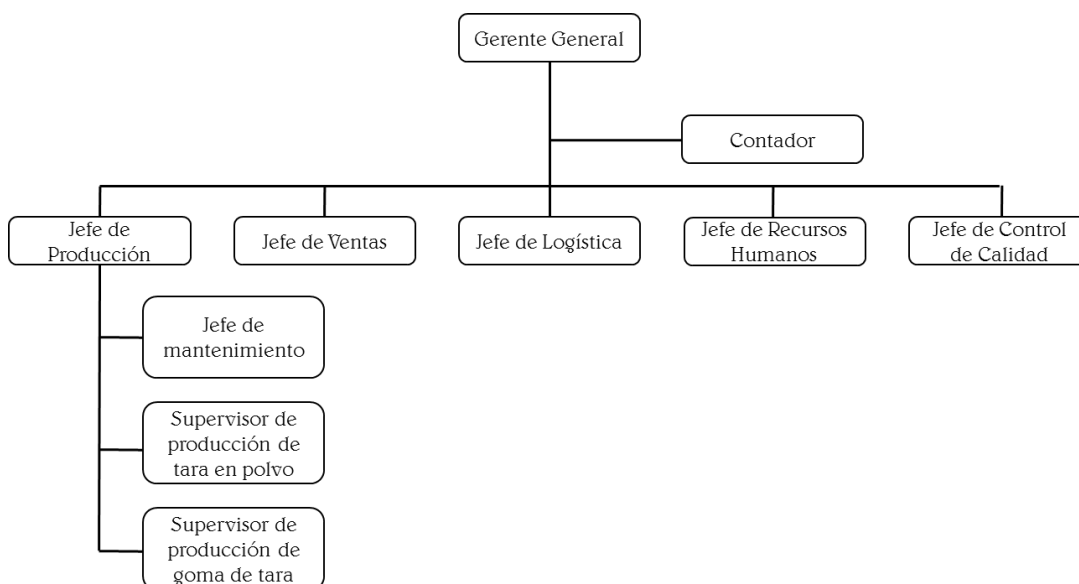 Gerente General
Contador
Jefe de
Producción
Jefe de Ventas
Jefe de Logística
Jefe de Recursos
Humanos
Jefe de Control
de Calidad
Jefe de
mantenimiento
Supervisor de
producción de
tara en polvo
Supervisor de
producción de
goma de tara